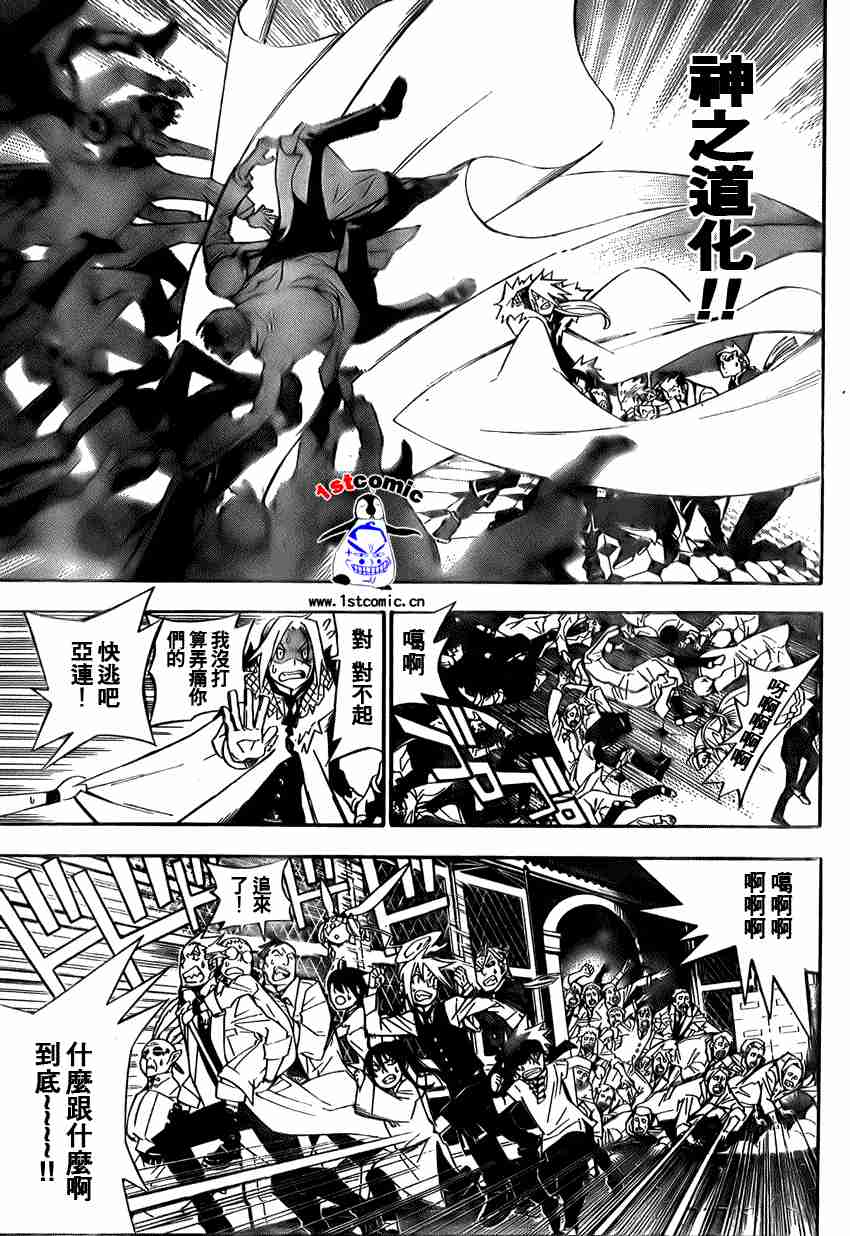 神之道化!!
1stcomic
www.1stcomic.cn
呀啊啊啊啊
噶啊
對 對不起
我沒打
算弄痛你
們的
快逃吧
亞連！
噶啊啊
啊啊啊
追來
了！
什麼跟什麼啊
到底~~~~!!